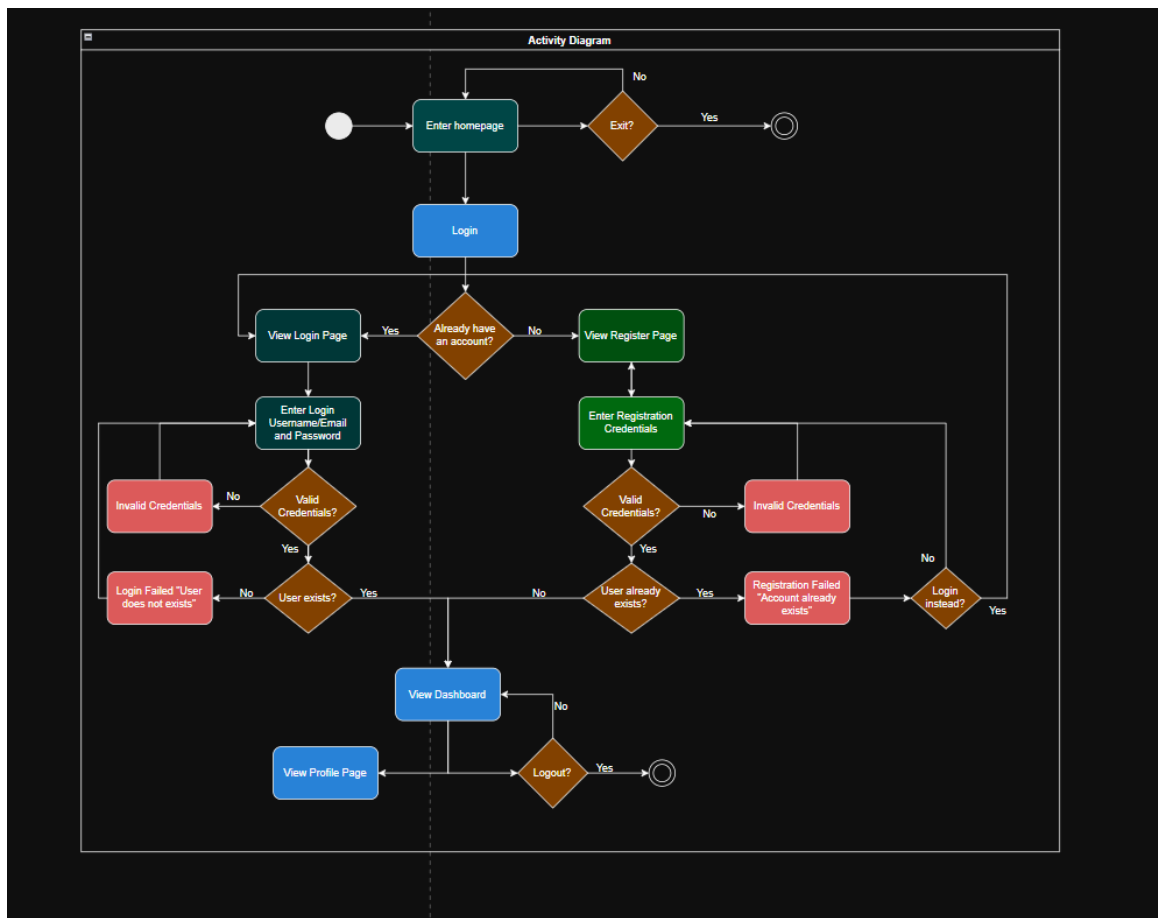 Activity Diagram
No
Enter homepage
Exit?
Yes
Login
View Login Page
Yes
Already have
an account?
No
View Register Page
Enter Login
Username/Email
and Password
Enter Registration
Credentials
Invalid Credentials
No
Valid
Credentials?
Valid
Credentials?
No
Invalid Credentials
Yes
Yes
No
Login Failed "User
does not exists"
No
User exists?
Yes
No
User already
exists?
Yes
Registration Failed
"Account already
exists"
Login
instead?
Yes
View Dashboard
No
View Profile Page
Logout?
Yes